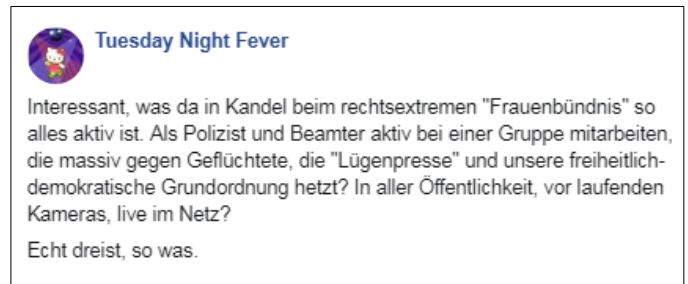 Tuesday Night Fever
Interessant, was da in Kandel beim rechtsextremen "Frauenbündnis" so
alles aktiv ist. Als Polizist und Beamter aktiv bei einer Gruppe mitarbeiten,
die massiv gegen Geflüchtete, die "Lügenpresse" und unsere freiheitlich-
demokratische Grundordnung hetzt? In aller Öffentlichkeit, vor laufenden
Kameras, live im Netz?
Echt dreist, so was.